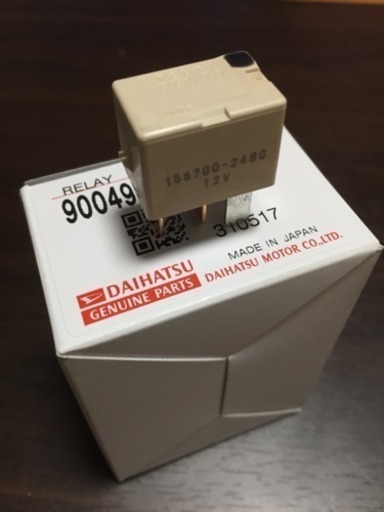 156700-2480
12V
RELAY
90049
310517
MADE IN JAPAN
DAIHATSU
GENUINE PARTS
DAIHATSU MOTOR CO.,LTD.